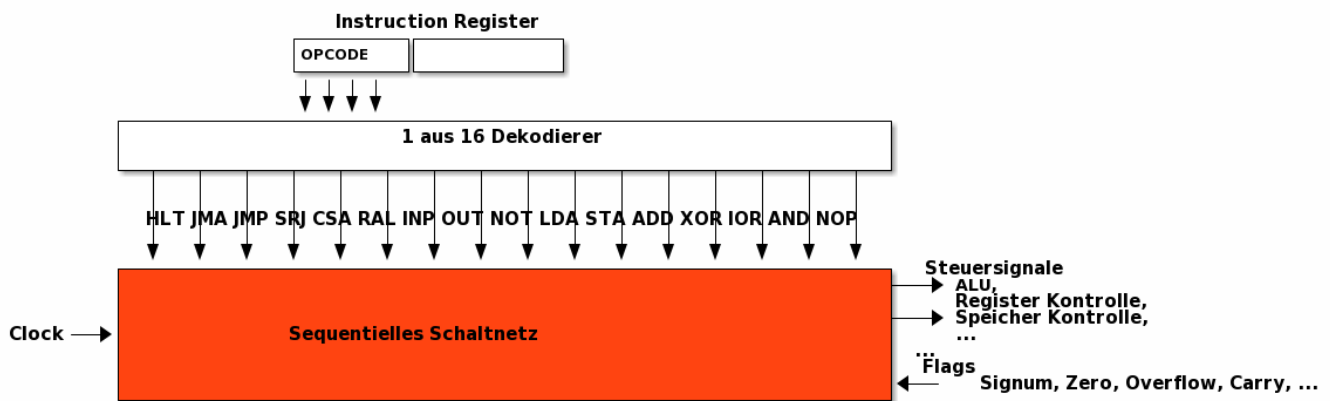 Instruction Register
OPCODE
1 aus 16 Dekodierer
HLT JMA JMP SRJ CSA RAL INP OUT NOT LDA STA ADD XOR IOR AND NOP
Steuersignale
ALU,
Register Kontrolle,
Clock
Sequentielles Schaltnetz
Speicher Kontrolle,
...
...
Flags
Signum, Zero, Overflow, Carry, ...